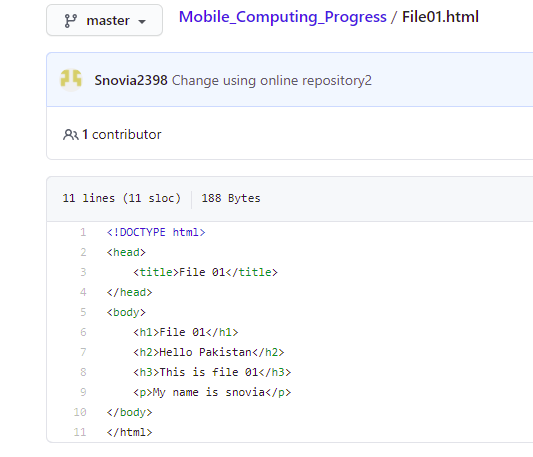 master Mobile_Computing_Progress / File01.html
Snovia2398 Change using online repository2
1 contributor
11 lines (11 sloc) 188 Bytes
1 <!DOCTYPE html>
2 <head>
3 <title>File 01</title>
4 </head>
5 <body>
6 <h1>File 01</h1>
7 <h2>Hello Pakistan</h2>
8 <h3>This is file 01</h3>
9 <p>My name is snovia</p>
10 </body>
11 </html>